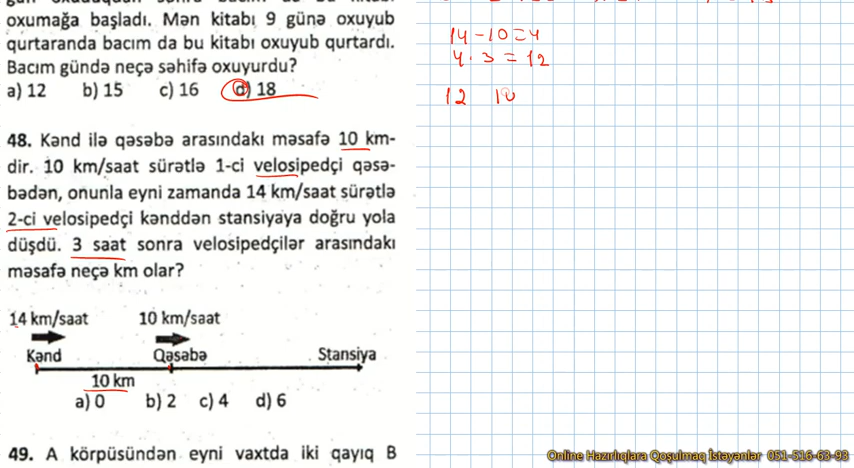 oxumağa başladı. Mən kitabı 9 günə oxuyub
qurtaranda bacım da bu kitabı oxuyub qurtardı.
Bacım gündə neçə səhifə oxuyurdu?
a) 12 b) 15 c) 16 d) 18
48. Kənd ilə qəsəbə arasındakı məsafə 10 km-
dir. 10 km/saat sürətlə 1-ci velosipedçi qəsə-
bədən, onunla eyni zamanda 14 km/saat sürətlə
2-ci velosipedçi kənddən stansiyaya doğru yola
düşdü. 3 saat sonra velosipedçilər arasındakı
məsafə neçə km olar?
14 km/saat 10 km/saat
Kənd Qəsəbə Stansiya
10 km
a) 0 b) 2 c) 4 d) 6
49. A körpüsündən eyni vaxtda iki qayıq B
14 - 10 = 4
4 · 3 = 12
12 10
Online Hazırlıqlara Qoşulmaq İstəyənlər 051-516-63-93